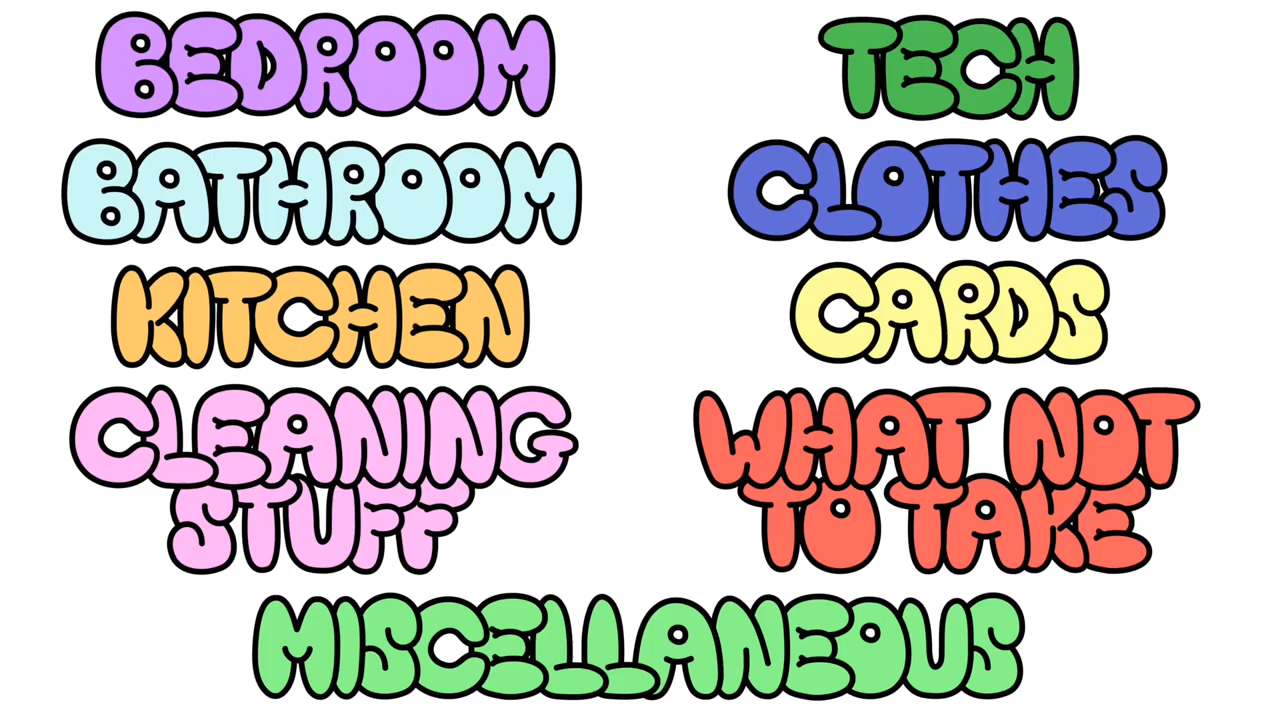 BEDROOM
BATHROOM
KITCHEN
CLEANING
STUFF
TECH
CLOTHES
CARDS
WHAT NOT
TO TAKE
MISCELLANEOUS